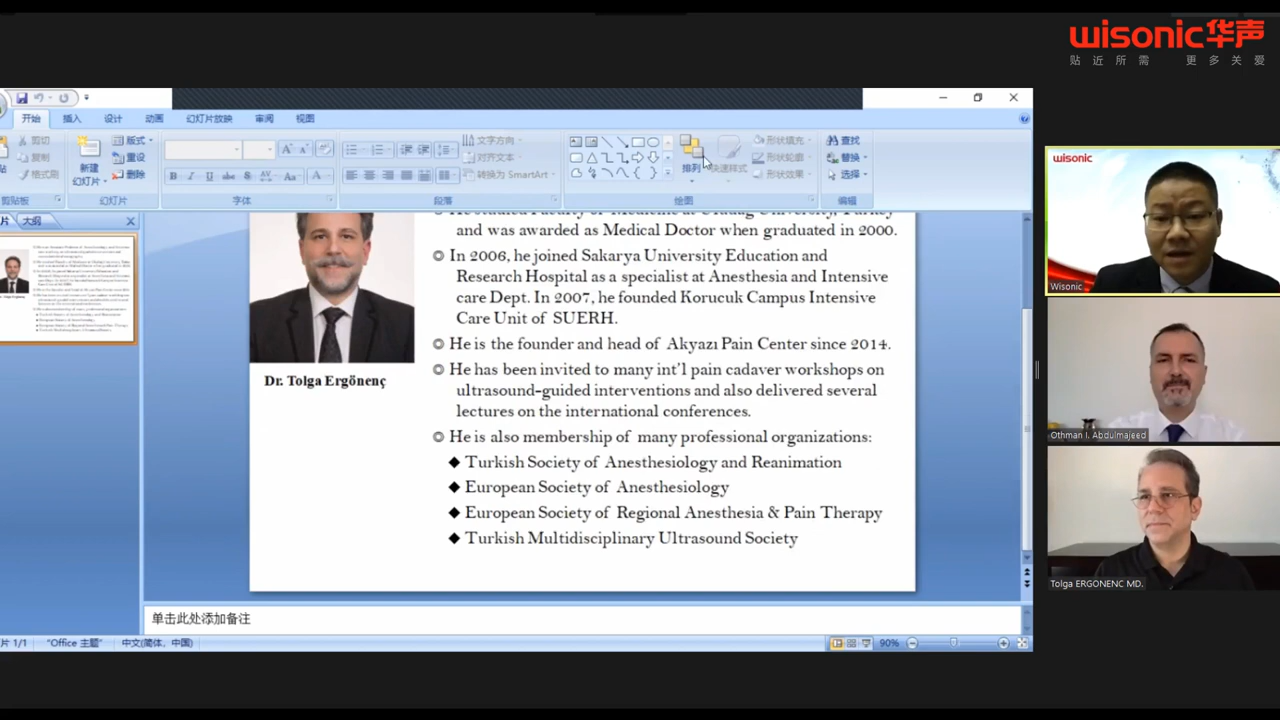 wisonic华声
贴近所需 更多关爱
开始 插入 设计 动画 幻灯片放映 审阅 视图
剪切
复制
格式刷
新建
幻灯片
版式
重设
删除
文字方向
对齐文本
转换为 SmartArt
排列
快速样式
形状填充
形状轮廓
形状效果
查找
替换
选择
剪贴板 幻灯片 字体 段落 绘图 编辑
片 大纲
and was awarded as Medical Doctor when graduated in 2000.
In 2006, he joined Sakarya University Education and
Research Hospital as a specialist at Anesthesia and Intensive
care Dept. In 2007, he founded Korucuk Campus Intensive
Care Unit of SUERH.
He is the founder and head of Akyazı Pain Center since 2014.
He has been invited to many int'l pain cadaver workshops on
ultrasound-guided interventions and also delivered several
lectures on the international conferences.
He is also membership of many professional organizations:
Turkish Society of Anesthesiology and Reanimation
European Society of Anesthesiology
European Society of Regional Anesthesia & Pain Therapy
Turkish Multidisciplinary Ultrasound Society
Dr. Tolga Ergönenç
单击此处添加备注
片 1/1 "Office 主题" 中文(简体，中国) 90%
wisonic
Wisonic
Othman I. Abdulmajeed
Tolga ERGONENC MD.